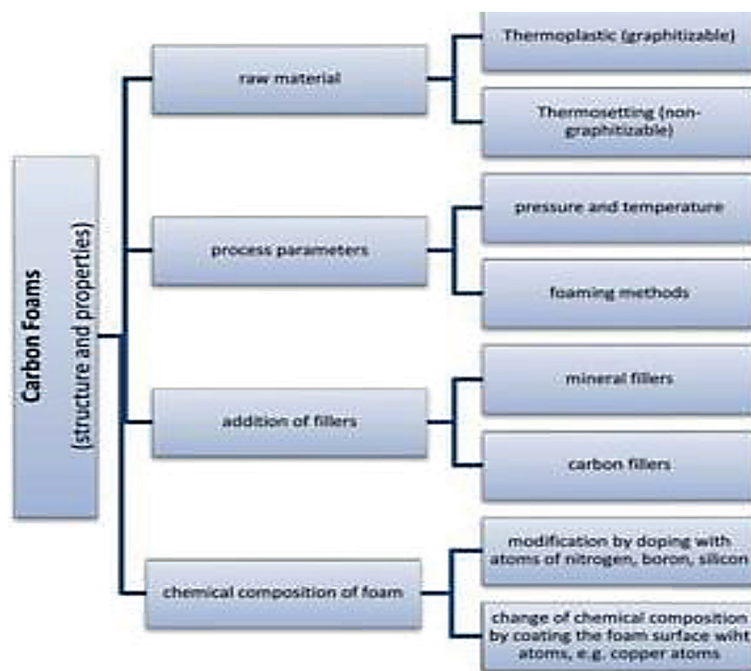 Carbon Foams
(structure and properties)
raw material
Thermoplastic (graphitizable)
Thermosetting (non-
graphitizable)
process parameters
pressure and temperature
foaming methods
addition of fillers
mineral fillers
carbon fillers
chemical composition of foam
modification by doping with
atoms of nitrogen, boron, silicon
change of chemical composition
by coating the foam surface wiht
atoms, e.g. copper atoms